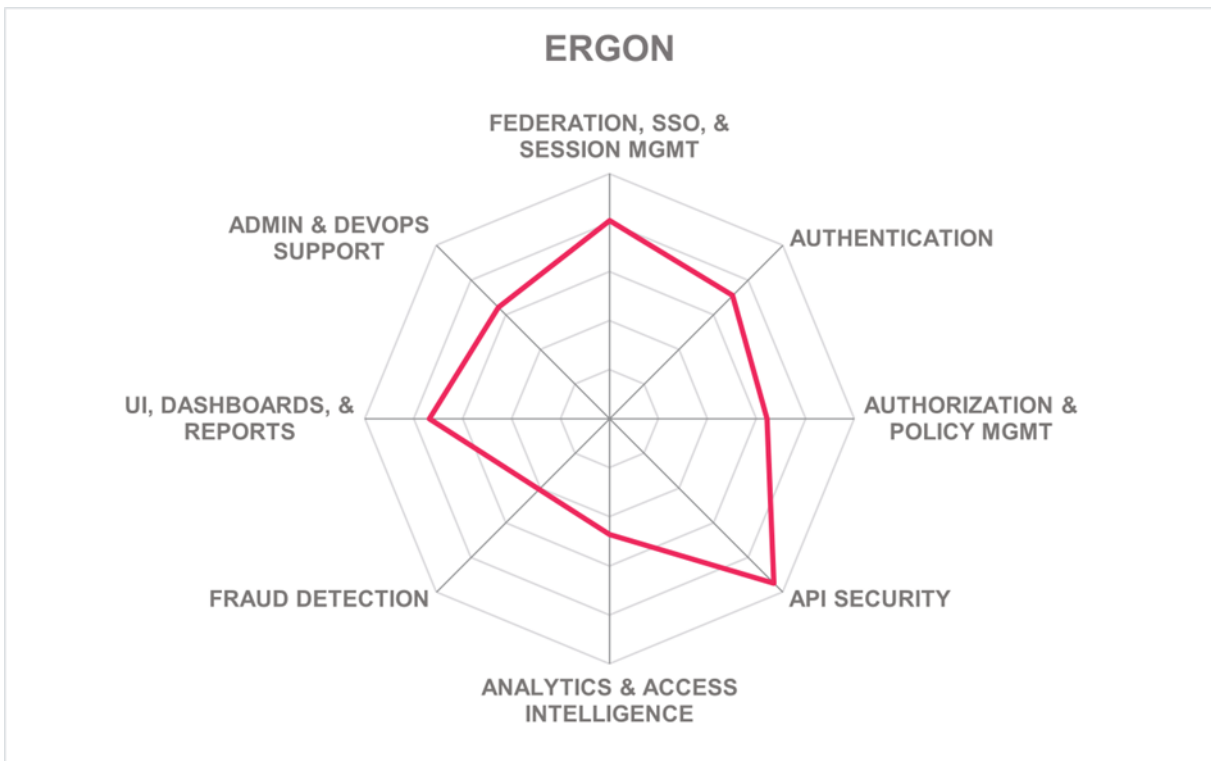 ERGON
FEDERATION, SSO, &
SESSION MGMT
ADMIN & DEVOPS
SUPPORT
AUTHENTICATION
UI, DASHBOARDS, &
REPORTS
AUTHORIZATION &
POLICY MGMT
FRAUD DETECTION
API SECURITY
ANALYTICS & ACCESS
INTELLIGENCE